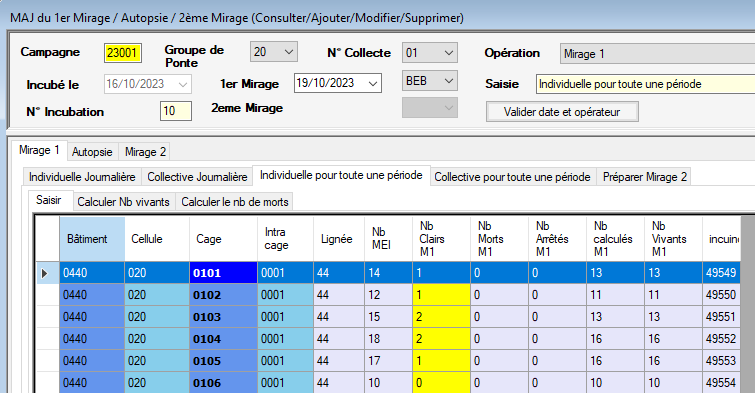 MAJ du 1er Mirage / Autopsie / 2ème Mirage (Consulter/Ajouter/Modifier/Supprimer)
Campagne 23001 Groupe de Ponte 20 N° Collecte 01 Opération Mirage 1
Incubé le 16/10/2023 1er Mirage 19/10/2023 BEB Saisie Individuelle pour toute une période
N° Incubation 10 2eme Mirage Valider date et opérateur
Mirage 1 Autopsie Mirage 2
Individuelle Journalière Collective Journalière Individuelle pour toute une période Collective pour toute une période Préparer Mirage 2
Saisir Calculer Nb vivants Calculer le nb de morts
Bâtiment Cellule Cage Intra cage Lignée Nb MEI Nb Clairs M1 Nb Morts M1 Nb Arrêtés M1 Nb calculés M1 Nb Vivants M1 incuin
0440 020 0101 0001 44 14 1 0 0 13 13 49549
0440 020 0102 0001 44 12 1 0 0 11 11 49550
0440 020 0103 0001 44 15 2 0 0 13 13 49551
0440 020 0104 0001 44 18 2 0 0 16 16 49552
0440 020 0105 0001 44 17 1 0 0 16 16 49553
0440 020 0106 0001 44 10 0 0 0 10 10 49554